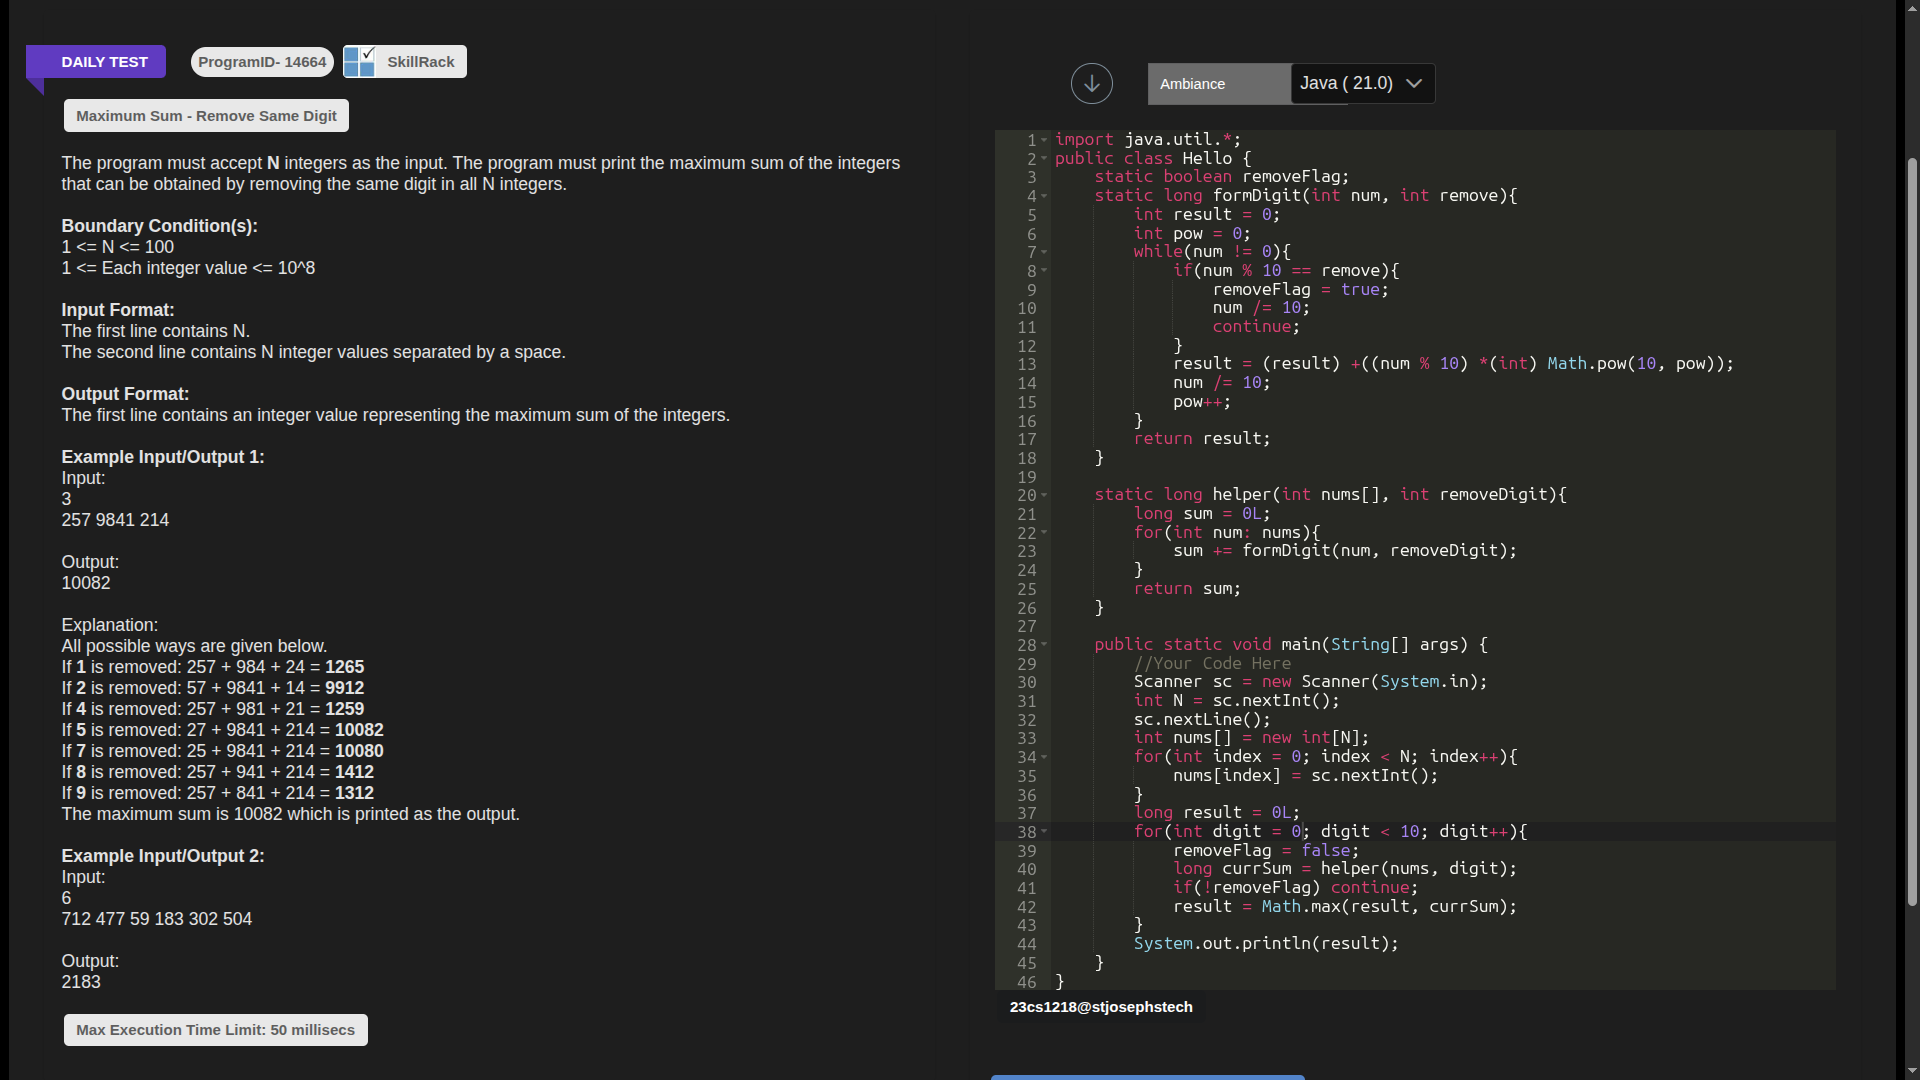 DAILY TEST
ProgramID- 14664
SkillRack
Maximum Sum - Remove Same Digit
The program must accept N integers as the input. The program must print the maximum sum of the integers
that can be obtained by removing the same digit in all N integers.
Boundary Condition(s):
1 <= N <= 100
1 <= Each integer value <= 10^8
Input Format:
The first line contains N.
The second line contains N integer values separated by a space.
Output Format:
The first line contains an integer value representing the maximum sum of the integers.
Example Input/Output 1:
Input:
3
257 9841 214
Output:
10082
Explanation:
All possible ways are given below.
If 1 is removed: 257 + 984 + 24 = 1265
If 2 is removed: 57 + 9841 + 14 = 9912
If 4 is removed: 257 + 981 + 21 = 1259
If 5 is removed: 27 + 9841 + 214 = 10082
If 7 is removed: 25 + 9841 + 214 = 10080
If 8 is removed: 257 + 941 + 214 = 1412
If 9 is removed: 257 + 841 + 214 = 1312
The maximum sum is 10082 which is printed as the output.
Example Input/Output 2:
Input:
6
712 477 59 183 302 504
Output:
2183
Max Execution Time Limit: 50 millisecs
Ambiance
Java ( 21.0)
1 import java.util.*;
2 public class Hello {
3     static boolean removeFlag;
4     static long formDigit(int num, int remove){
5         int result = 0;
6         int pow = 0;
7         while(num != 0){
8             if(num % 10 == remove){
9                 removeFlag = true;
10                 num /= 10;
11                 continue;
12             }
13             result = (result) +((num % 10) *(int) Math.pow(10, pow));
14             num /= 10;
15             pow++;
16         }
17         return result;
18     }
19
20     static long helper(int nums[], int removeDigit){
21         long sum = 0L;
22         for(int num: nums){
23             sum += formDigit(num, removeDigit);
24         }
25         return sum;
26     }
27
28     public static void main(String[] args) {
29         //Your Code Here
30         Scanner sc = new Scanner(System.in);
31         int N = sc.nextInt();
32         sc.nextLine();
33         int nums[] = new int[N];
34         for(int index = 0; index < N; index++){
35             nums[index] = sc.nextInt();
36         }
37         long result = 0L;
38         for(int digit = 0; digit < 10; digit++){
39             removeFlag = false;
40             long currSum = helper(nums, digit);
41             if(!removeFlag) continue;
42             result = Math.max(result, currSum);
43         }
44         System.out.println(result);
45     }
46 }
23cs1218@stjosephstech